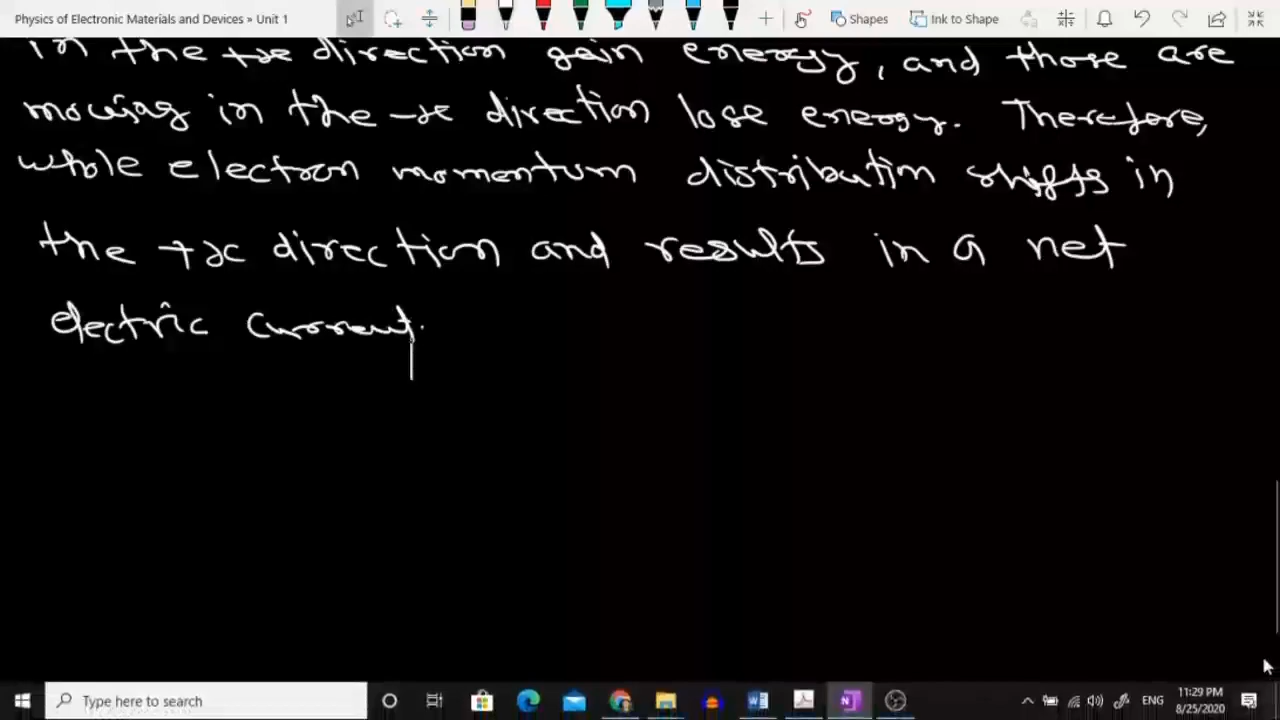 Physics of Electronic Materials and Devices » Unit 1
Shapes
Ink to Shape
in the +x direction gain energy, and those are
moving in the -x direction lose energy. Therefore,
whole electron momentum distribution shifts in
the +x direction and results in a net
electric current.
Type here to search
ENG
11:29 PM
8/25/2020